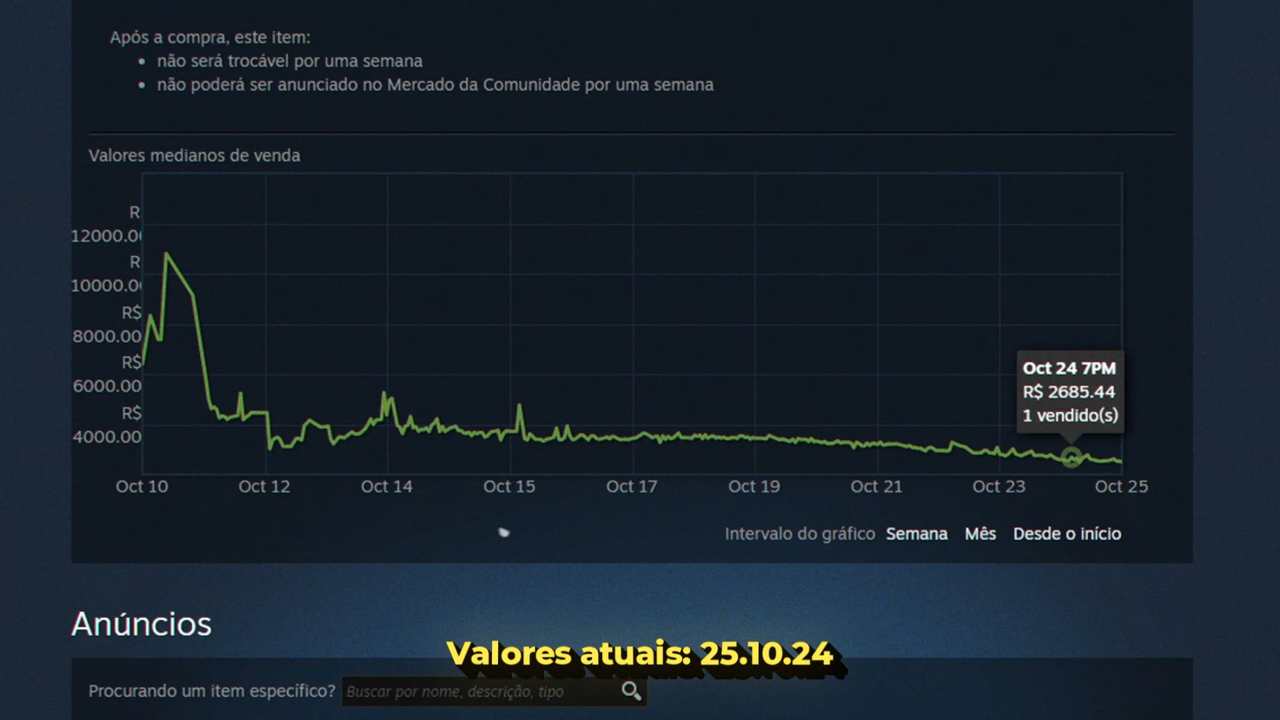 Após a compra, este item:
• não será trocável por uma semana
• não poderá ser anunciado no Mercado da Comunidade por uma semana
Valores medianos de venda
R
12000.0
R
10000.0
R$
8000.00
R$
6000.00
R$
4000.00
Oct 24 7PM
R$ 2685.44
1 vendido(s)
Oct 10 Oct 12 Oct 14 Oct 15 Oct 17 Oct 19 Oct 21 Oct 23 Oct 25
Intervalo do gráfico Semana Mês Desde o início
Anúncios
Valores atuais: 25.10.24
Procurando um item específico? Buscar por nome, descrição, tipo